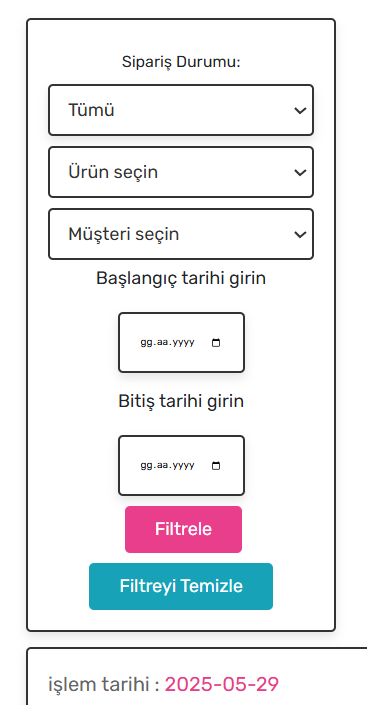 Sipariş Durumu:
Tümü
Ürün seçin
Müşteri seçin
Başlangıç tarihi girin
gg.aa.yyyy
Bitiş tarihi girin
gg.aa.yyyy
Filtrele
Filtreyi Temizle
işlem tarihi : 2025-05-29